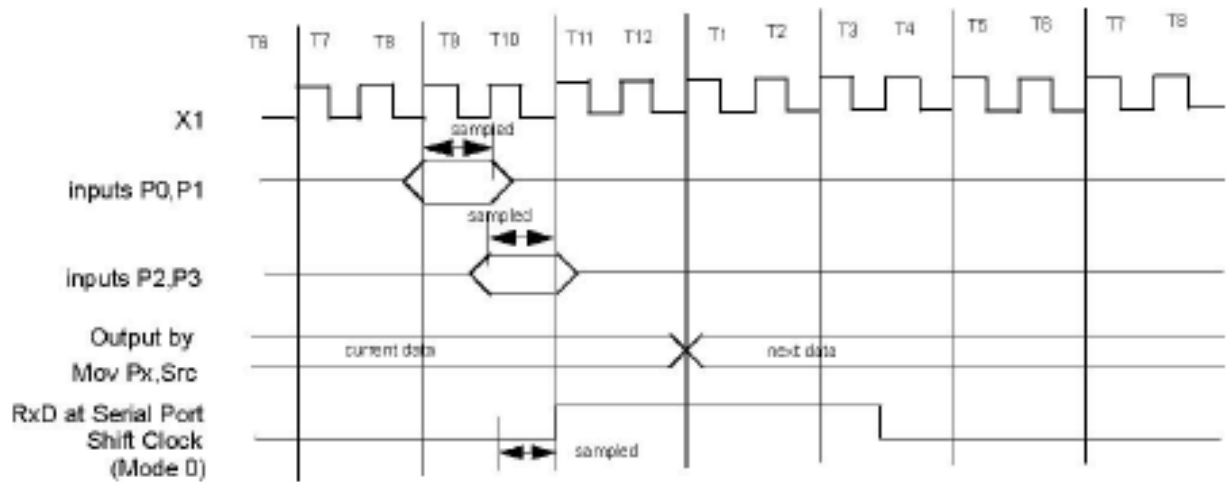 T6 T7 T8 T9 T10 T11 T12 T1 T2 T3 T4 T5 T6 T7 T8
X1
sampled
inputs P0,P1
sampled
inputs P2,P3
Output by
current data next data
Mov Px,Src
RxD at Serial Port
Shift Clock
sampled
(Mode 0)